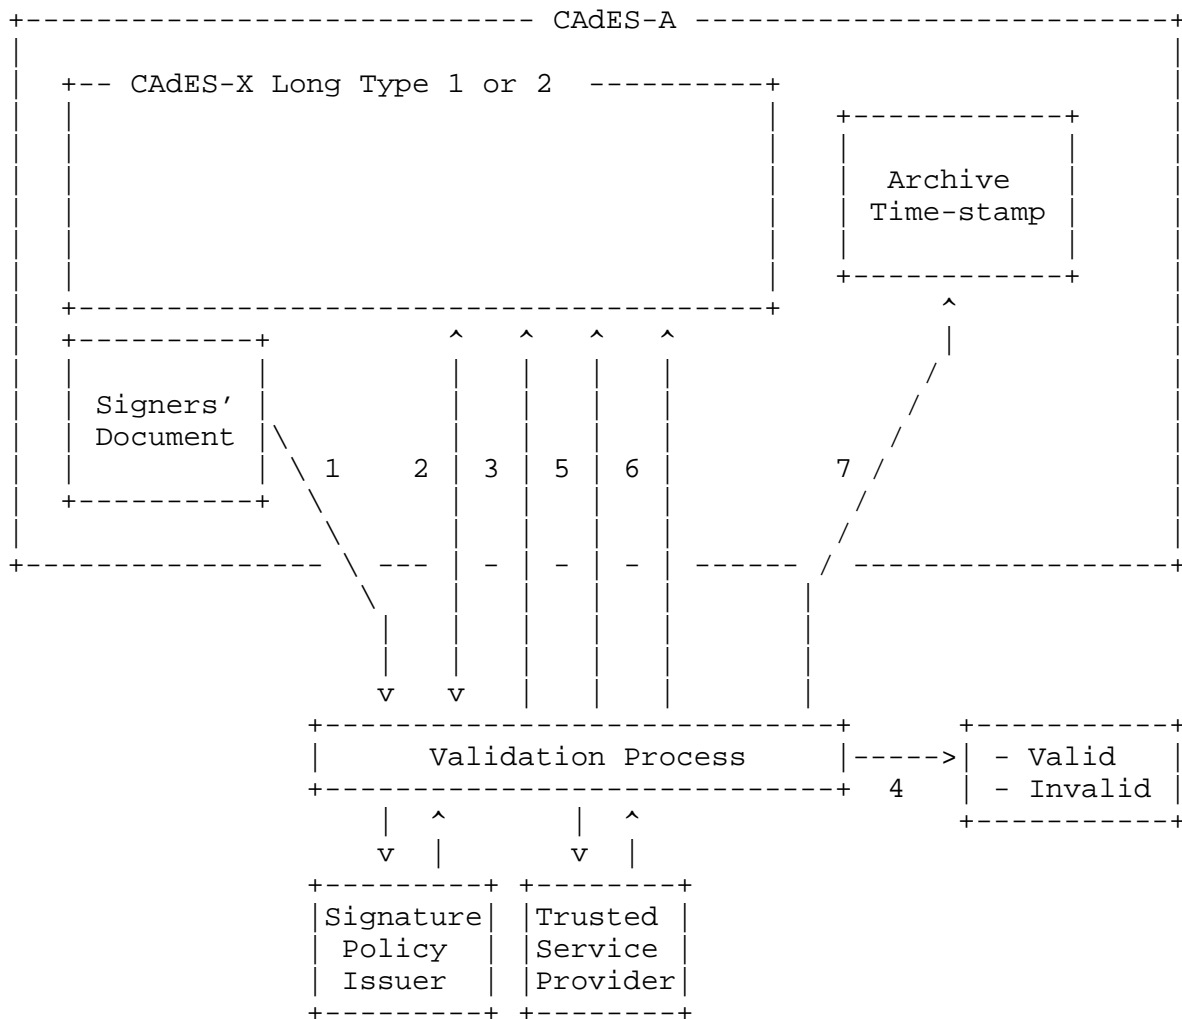 CAdES-A
CAdES-X Long Type 1 or 2
Archive
Time-stamp
Signers'
Document
1 2 3 5 6 7
Validation Process
- Valid
4 - Invalid
Signature Trusted
Policy Service
Issuer Provider